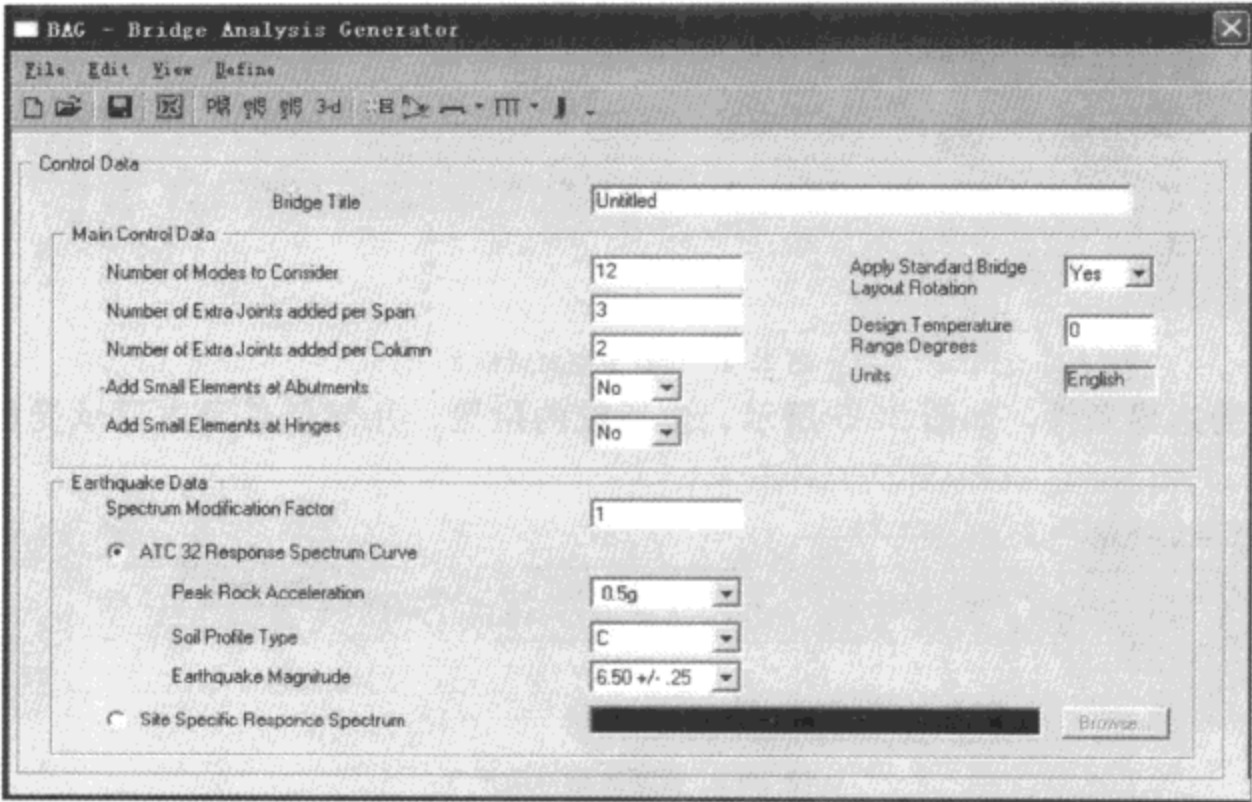 BAG - Bridge Analysis Generator
File Edit View Define
3-d
Control Data
Bridge Title Untitled
Main Control Data
Number of Modes to Consider 12
Apply Standard Bridge Layout Rotation Yes
Number of Extra Joints added per Span 3
Design Temperature Range Degrees 0
Number of Extra Joints added per Column 2
Units English
Add Small Elements at Abutments No
Add Small Elements at Hinges No
Earthquake Data
Spectrum Modification Factor 1
ATC 32 Response Spectrum Curve
Peak Rock Acceleration 0.5g
Soil Profile Type C
Earthquake Magnitude 6.50 +/- .25
Site Specific Responce Spectrum Browse...